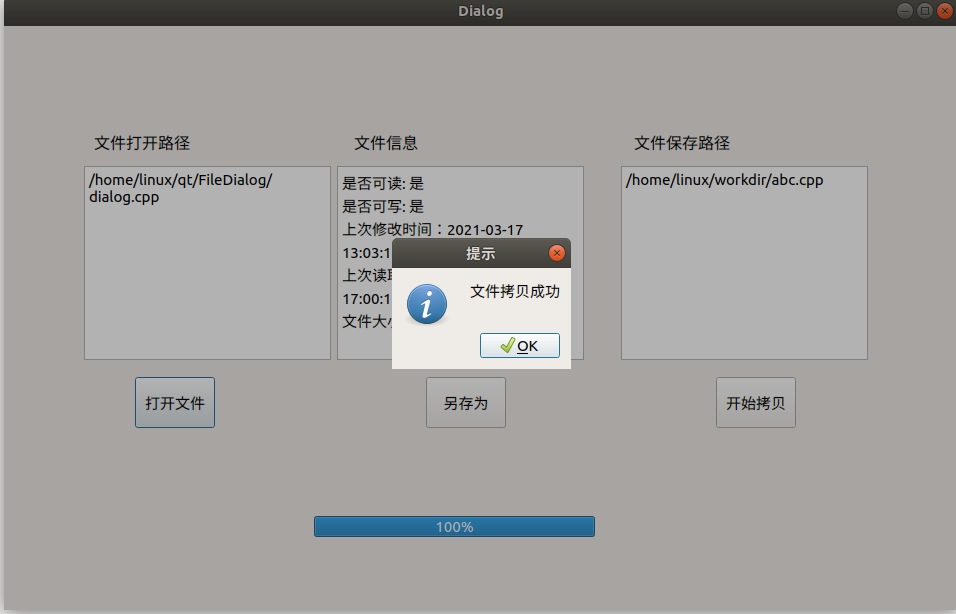 Dialog
文件打开路径
文件信息
文件保存路径
/home/linux/qt/FileDialog/
dialog.cpp
是否可读: 是
是否可写: 是
上次修改时间：2021-03-17
13:03:1
上次读
17:00:1
文件大
/home/linux/workdir/abc.cpp
提示
文件拷贝成功
OK
打开文件
另存为
开始拷贝
100%